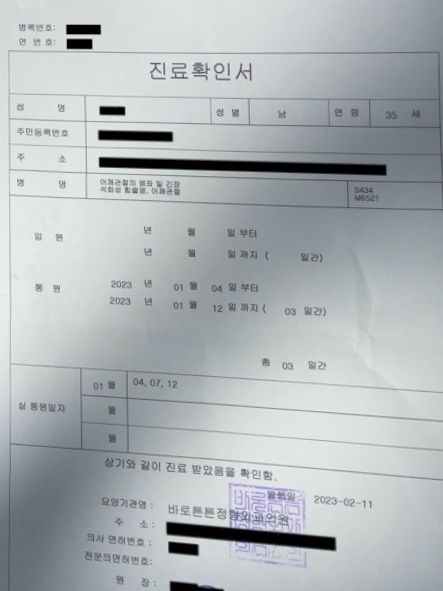 병록번호:
연 번 호:
진료확인서
성 명 성 별 남 연 령 35 세
주민등록번호
주 소
병 명 어깨관절의 염좌 및 긴장 S434
석회성 힘줄염, 어깨관절 M6521
입 원 년 월 일 부터
년 월 일 까지 ( 일간)
통 원 2023 년 01 월 04 일 부터
2023 년 01 월 12 일 까지 ( 03 일간)
총 03 일간
실 통원일자 01 월 04, 07, 12
월
월
상기와 같이 진료 받았음을 확인함.
발행일: 2023-02-11
요양기관명 : 바로튼튼정형외과의원
주 소 :
의사 면허번호 :
전문의면허번호:
원 장 :